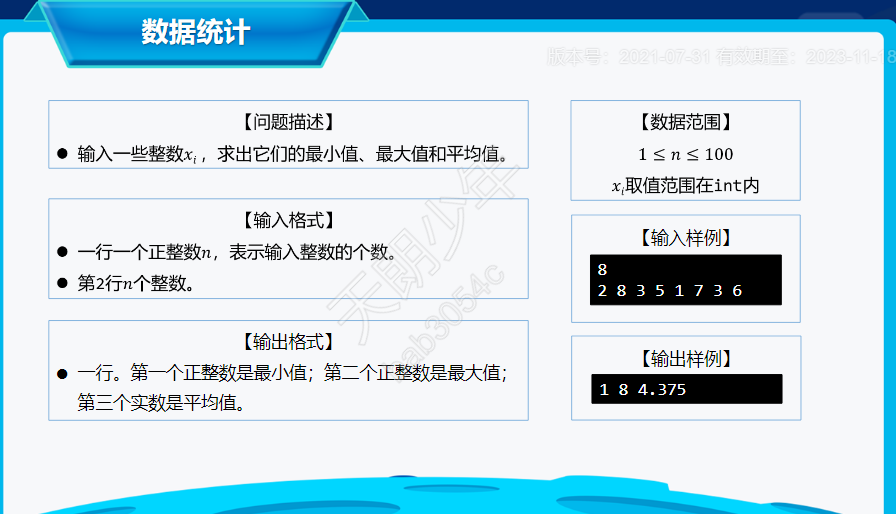 数据统计
版本号：2021-07-31 有效期至：2023-11-18
【问题描述】
● 输入一些整数xᵢ，求出它们的最小值、最大值和平均值。
【输入格式】
● 一行一个正整数n，表示输入整数的个数。
● 第2行n个整数。
【输出格式】
● 一行。第一个正整数是最小值；第二个正整数是最大值；
第三个实数是平均值。
【数据范围】
1 ≤ n ≤ 100
xᵢ取值范围在int内
【输入样例】
8
2 8 3 5 1 7 3 6
【输出样例】
1 8 4.375
天朗少年